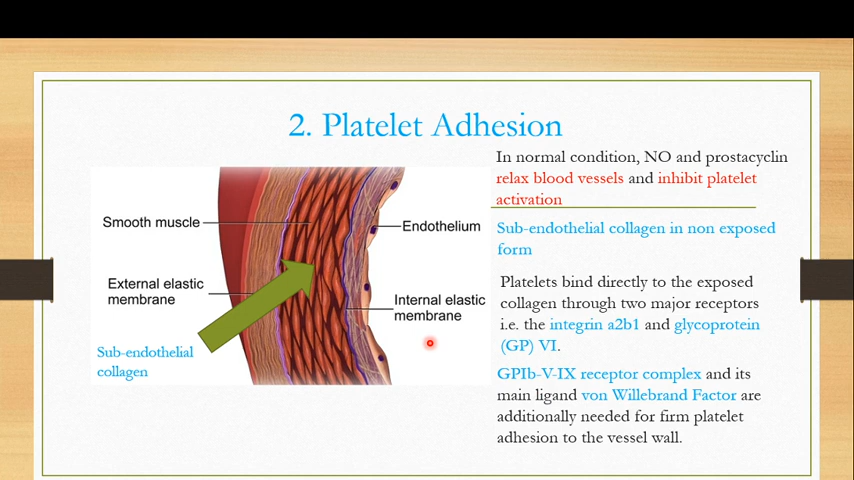 2. Platelet Adhesion
In normal condition, NO and prostacyclin
relax blood vessels and inhibit platelet
activation
Sub-endothelial collagen in non exposed
form
Platelets bind directly to the exposed
collagen through two major receptors
i.e. the integrin a2b1 and glycoprotein
(GP) VI.
GPIb-V-IX receptor complex and its
main ligand von Willebrand Factor are
additionally needed for firm platelet
adhesion to the vessel wall.
Smooth muscle
Endothelium
External elastic
membrane
Internal elastic
membrane
Sub-endothelial
collagen